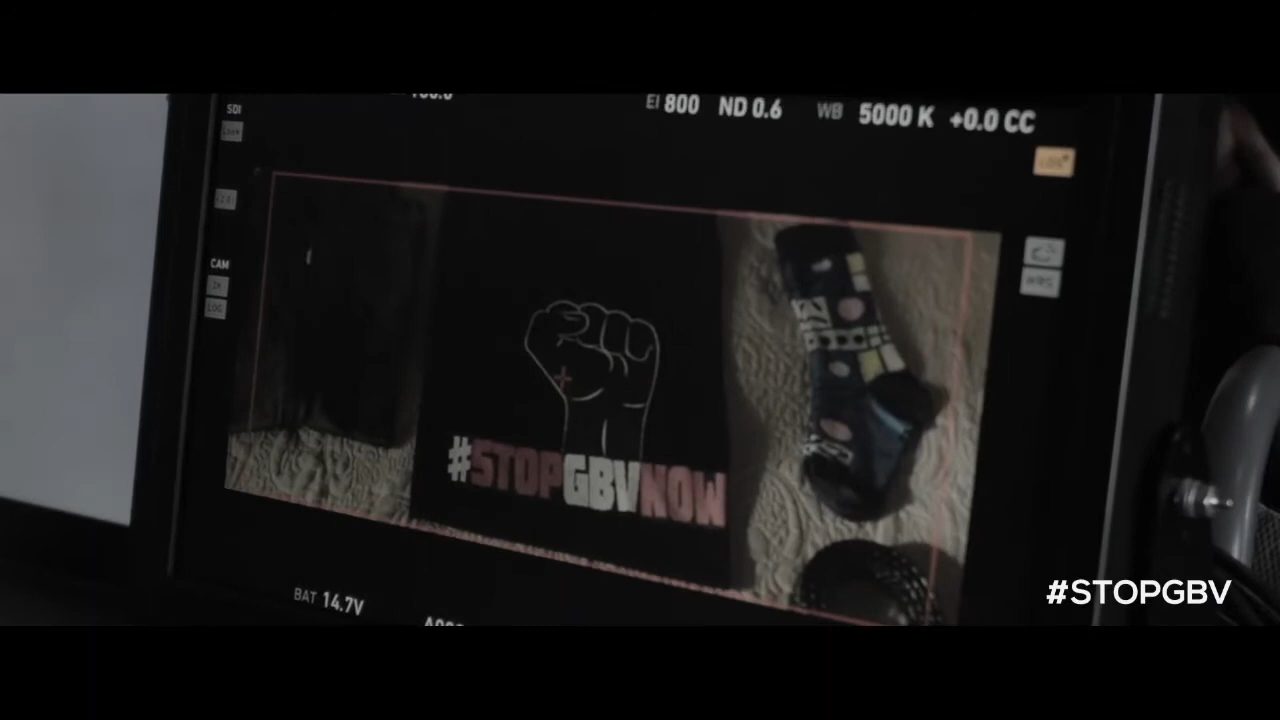 SDI
EI 800 ND 0.6 WB 5000 K +0.0 CC
CAM
LOG
#STOPGBVNOW
BAT 14.7V
#STOPGBV